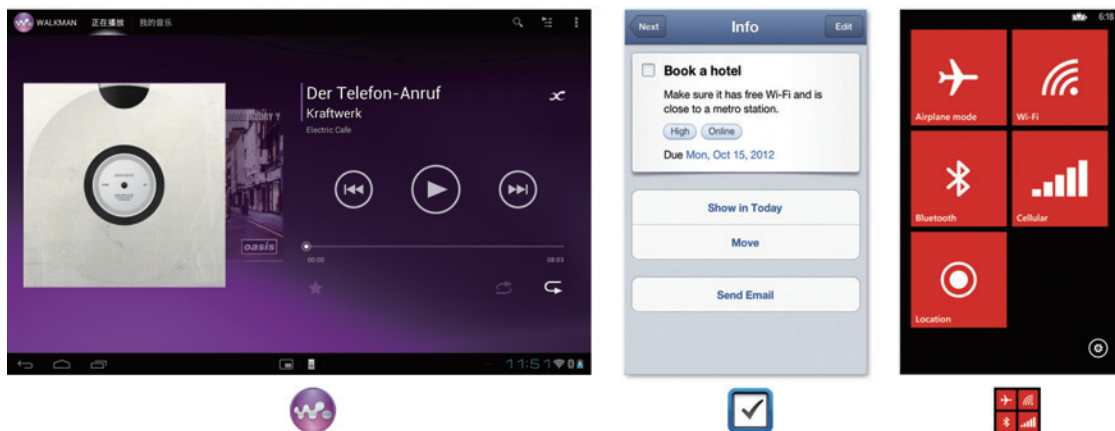 WALKMAN 正在播放 我的音乐
Der Telefon-Anruf
Kraftwerk
Electric Cafe
oasis
00:00 08:03
11:51
Next Info Edit
Book a hotel
Make sure it has free Wi-Fi and is
close to a metro station.
High Online
Due Mon, Oct 15, 2012
Show in Today
Move
Send Email
6:18
Airplane mode Wi-Fi
Bluetooth Cellular
Location